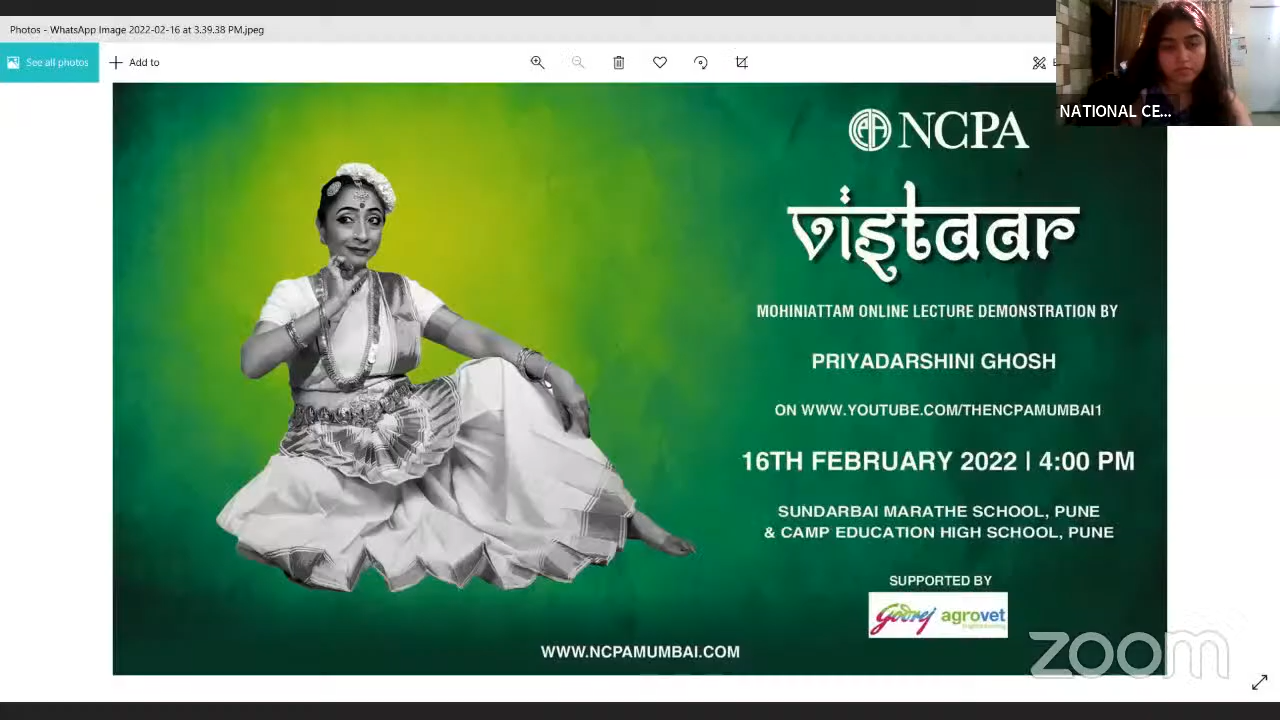 Photos - WhatsApp Image 2022-02-16 at 3.39.38 PM.jpeg
See all photos
Add to
NATIONAL CE...
NCPA
vistaar
MOHINIATTAM ONLINE LECTURE DEMONSTRATION BY
PRIYADARSHINI GHOSH
ON WWW.YOUTUBE.COM/THENCPAMUMBAI1
16TH FEBRUARY 2022 | 4:00 PM
SUNDARBAI MARATHE SCHOOL, PUNE
& CAMP EDUCATION HIGH SCHOOL, PUNE
SUPPORTED BY
Godrej agrovet
WWW.NCPAMUMBAI.COM
zoom